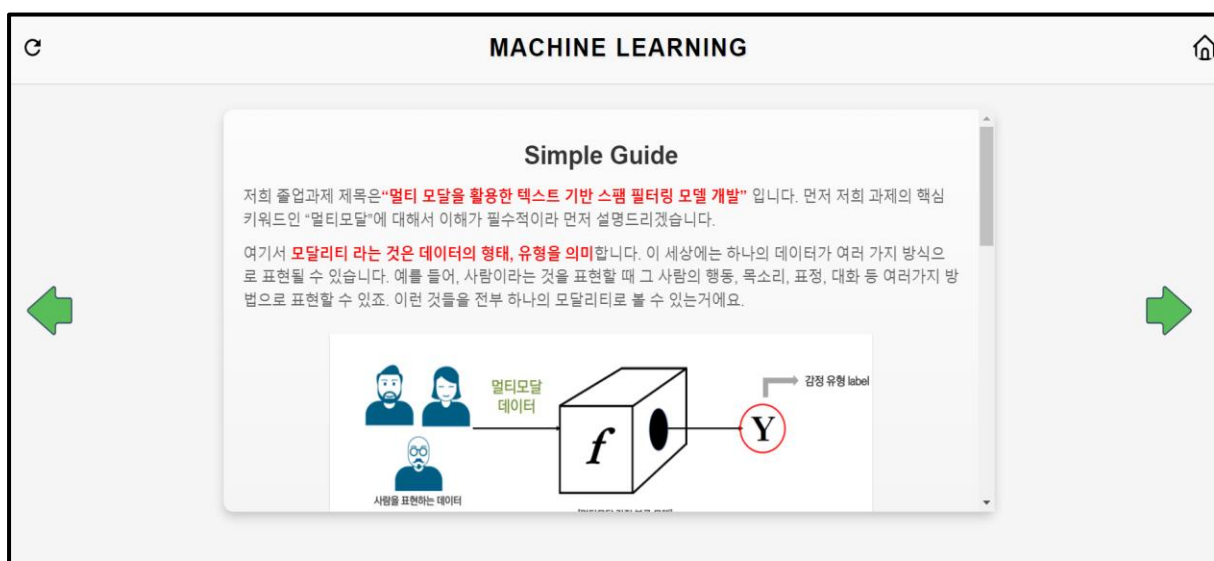 MACHINE LEARNING
Simple Guide
저희 졸업과제 제목은“멀티 모달을 활용한 텍스트 기반 스팸 필터링 모델 개발” 입니다. 먼저 저희 과제의 핵심
키워드인 “멀티모달”에 대해서 이해가 필수적이라 먼저 설명드리겠습니다.
여기서 모달리티 라는 것은 데이터의 형태, 유형을 의미합니다. 이 세상에는 하나의 데이터가 여러 가지 방식으
로 표현될 수 있습니다. 예를 들어, 사람이라는 것을 표현할 때 그 사람의 행동, 목소리, 표정, 대화 등 여러가지 방
법으로 표현할 수 있죠. 이런 것들을 전부 하나의 모달리티로 볼 수 있는거에요.
멀티모달
데이터
감정 유형 label
f
Y
사람을 표현하는 데이터